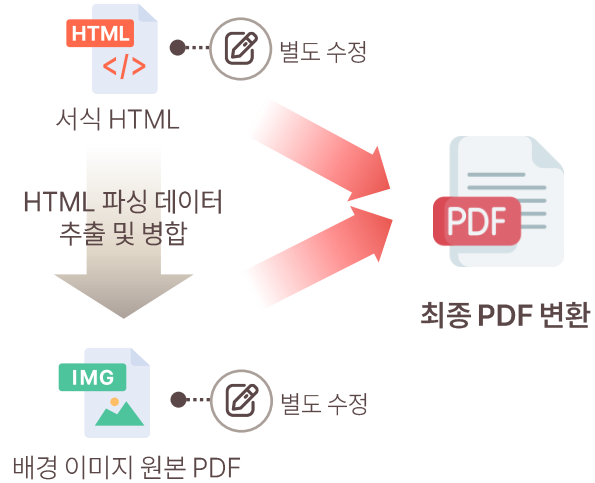 HTML
</>
별도 수정
서식 HTML
HTML 파싱 데이터
추출 및 병합
PDF
최종 PDF 변환
IMG
별도 수정
배경 이미지 원본 PDF